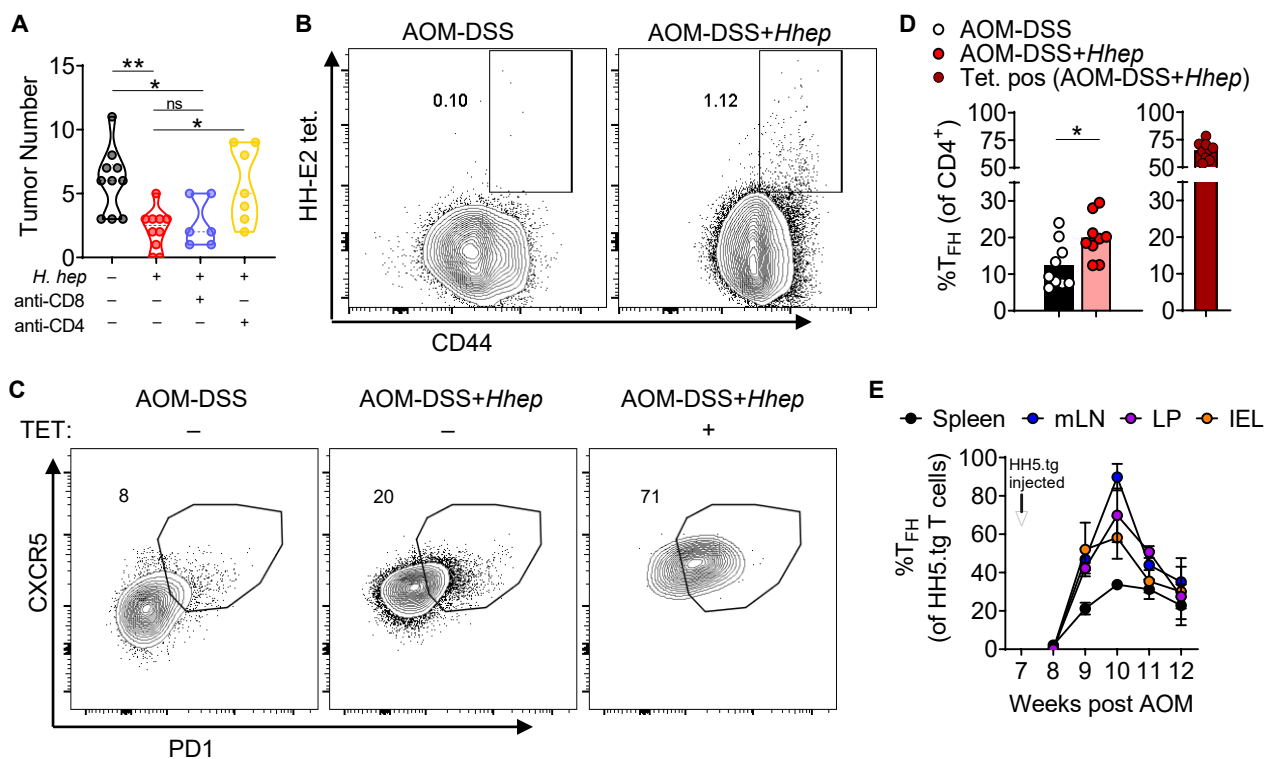 A
15
10
5
0
Tumor Number
**
*
ns
*
H. hep – + + +
anti-CD8 – – + –
anti-CD4 – – – +
B
AOM-DSS
AOM-DSS+Hhep
0.10
1.12
HH-E2 tet.
CD44
C
AOM-DSS
AOM-DSS+Hhep
AOM-DSS+Hhep
TET: – – +
8
20
71
CXCR5
PD1
D
AOM-DSS
AOM-DSS+Hhep
Tet. pos (AOM-DSS+Hhep)
%TFH (of CD4+)
100
75
50
30
20
10
0
*
100
75
50
30
20
10
0
E
Spleen mLN LP IEL
%TFH
(of HH5.tg T cells)
100
80
60
40
20
0
HH5.tg
injected
7 8 9 10 11 12
Weeks post AOM